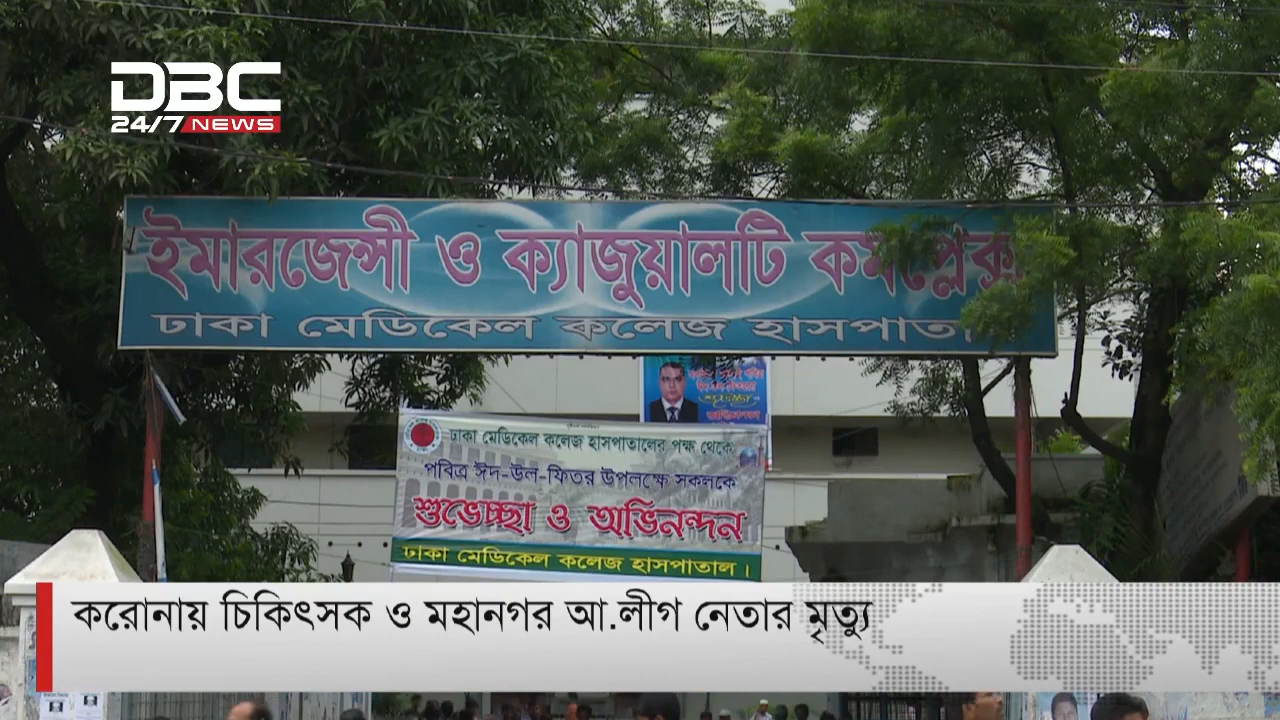 DBC
24/7 NEWS
ইমারজেন্সী ও ক্যাজুয়ালটি কমপ্লেক্স
ঢাকা মেডিকেল কলেজ হাসপাতাল
ঢাকা মেডিকেল কলেজ হাসপাতালের পক্ষ থেকে
পবিত্র ঈদ-উল-ফিতর উপলক্ষে সকলকে
শুভেচ্ছা ও অভিনন্দন
ঢাকা মেডিকেল কলেজ হাসপাতাল।
করোনায় চিকিৎসক ও মহানগর আ.লীগ নেতার মৃত্যু